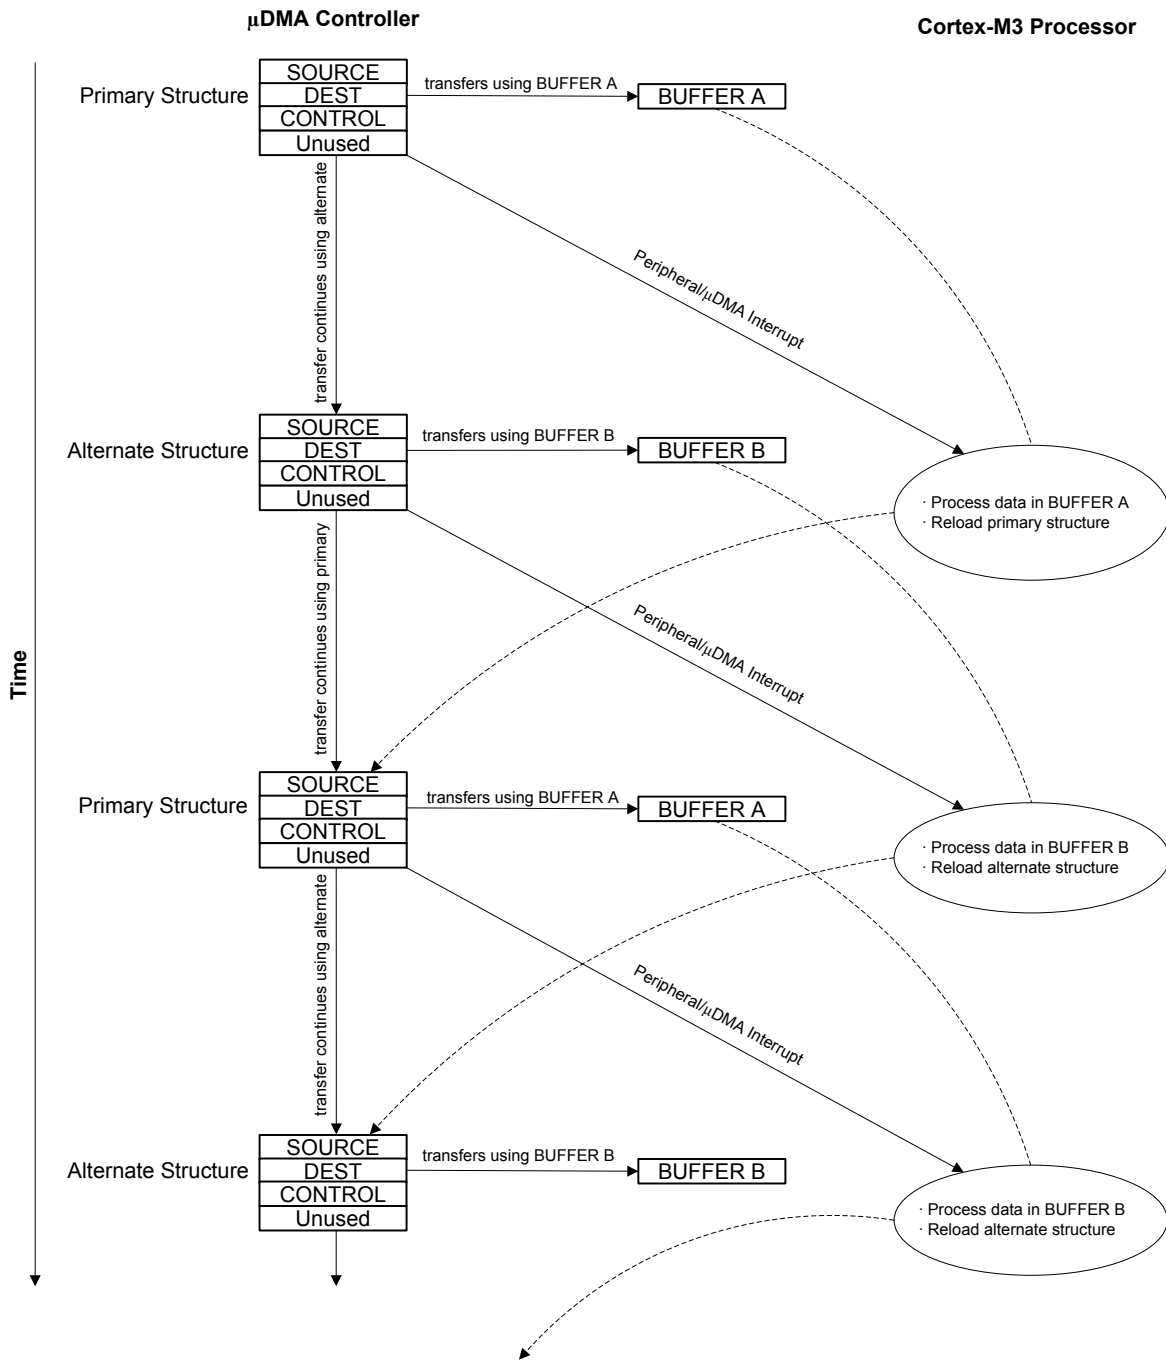 µDMA Controller
Cortex-M3 Processor
Time
Primary Structure
SOURCE
DEST
CONTROL
Unused
transfers using BUFFER A
BUFFER A
transfer continues using alternate
Peripheral/µDMA Interrupt
Alternate Structure
SOURCE
DEST
CONTROL
Unused
transfers using BUFFER B
BUFFER B
· Process data in BUFFER A
· Reload primary structure
transfer continues using primary
Peripheral/µDMA Interrupt
Primary Structure
SOURCE
DEST
CONTROL
Unused
transfers using BUFFER A
BUFFER A
· Process data in BUFFER B
· Reload alternate structure
transfer continues using alternate
Peripheral/µDMA Interrupt
Alternate Structure
SOURCE
DEST
CONTROL
Unused
transfers using BUFFER B
BUFFER B
· Process data in BUFFER B
· Reload alternate structure